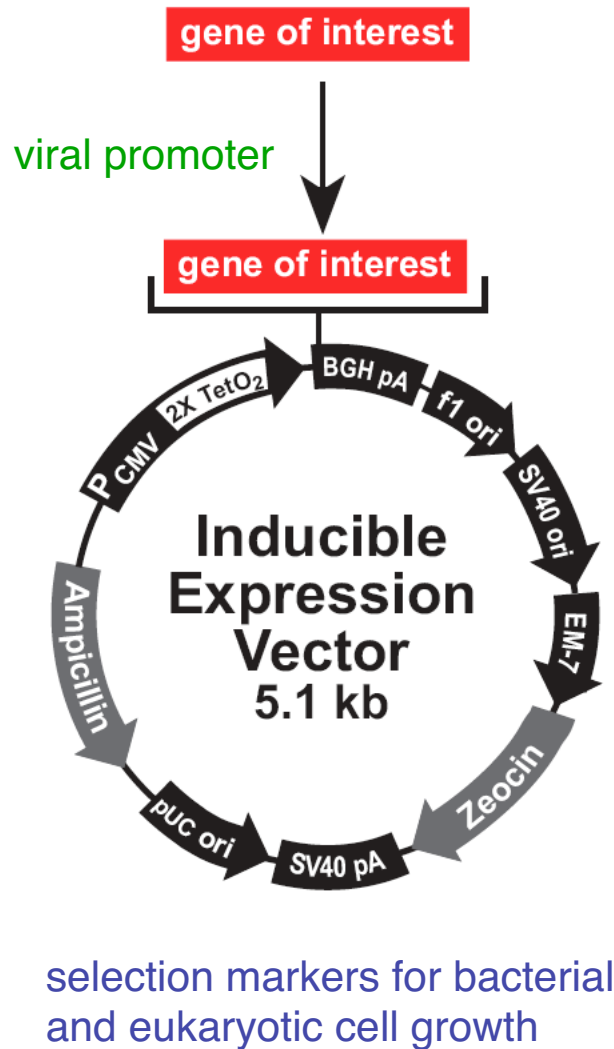 gene of interest
viral promoter
gene of interest
P CMV
2X TetO2
BGH pA
f1 ori
SV40 ori
EM-7
Zeocin
SV40 pA
pUC ori
Ampicillin
Inducible
Expression
Vector
5.1 kb
selection markers for bacterial
and eukaryotic cell growth